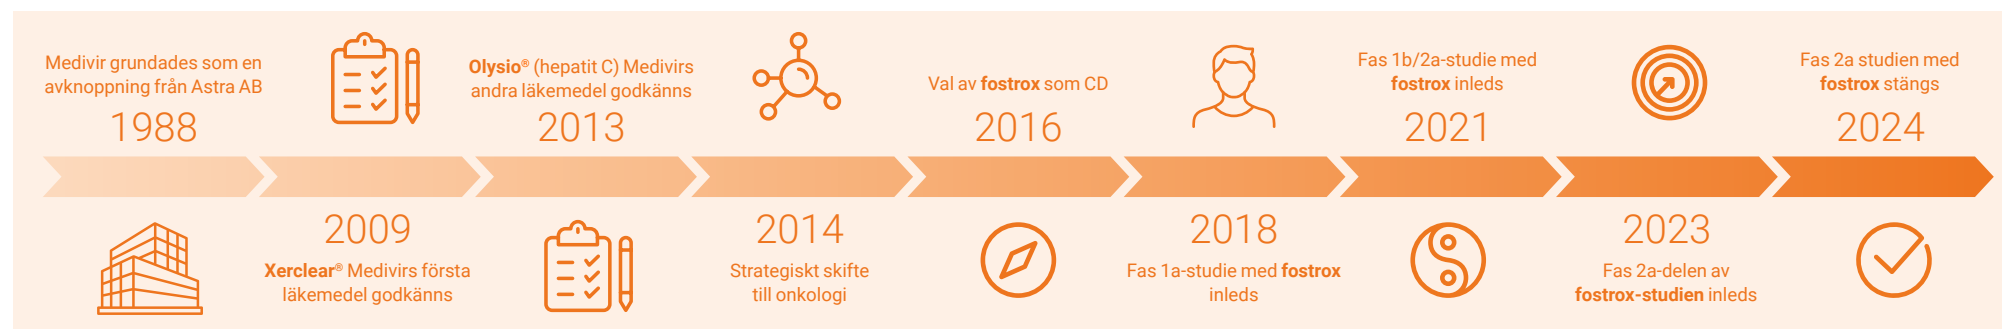 Medivir grundades som en
avknoppning från Astra AB
1988
2009
Xerclear® Medivirs första
läkemedel godkänns
Olysio® (hepatit C) Medivirs
andra läkemedel godkänns
2013
2014
Strategiskt skifte
till onkologi
Val av fostrox som CD
2016
2018
Fas 1a-studie med fostrox
inleds
Fas 1b/2a-studie med
fostrox inleds
2021
2023
Fas 2a-delen av
fostrox-studien inleds
Fas 2a studien med
fostrox stängs
2024